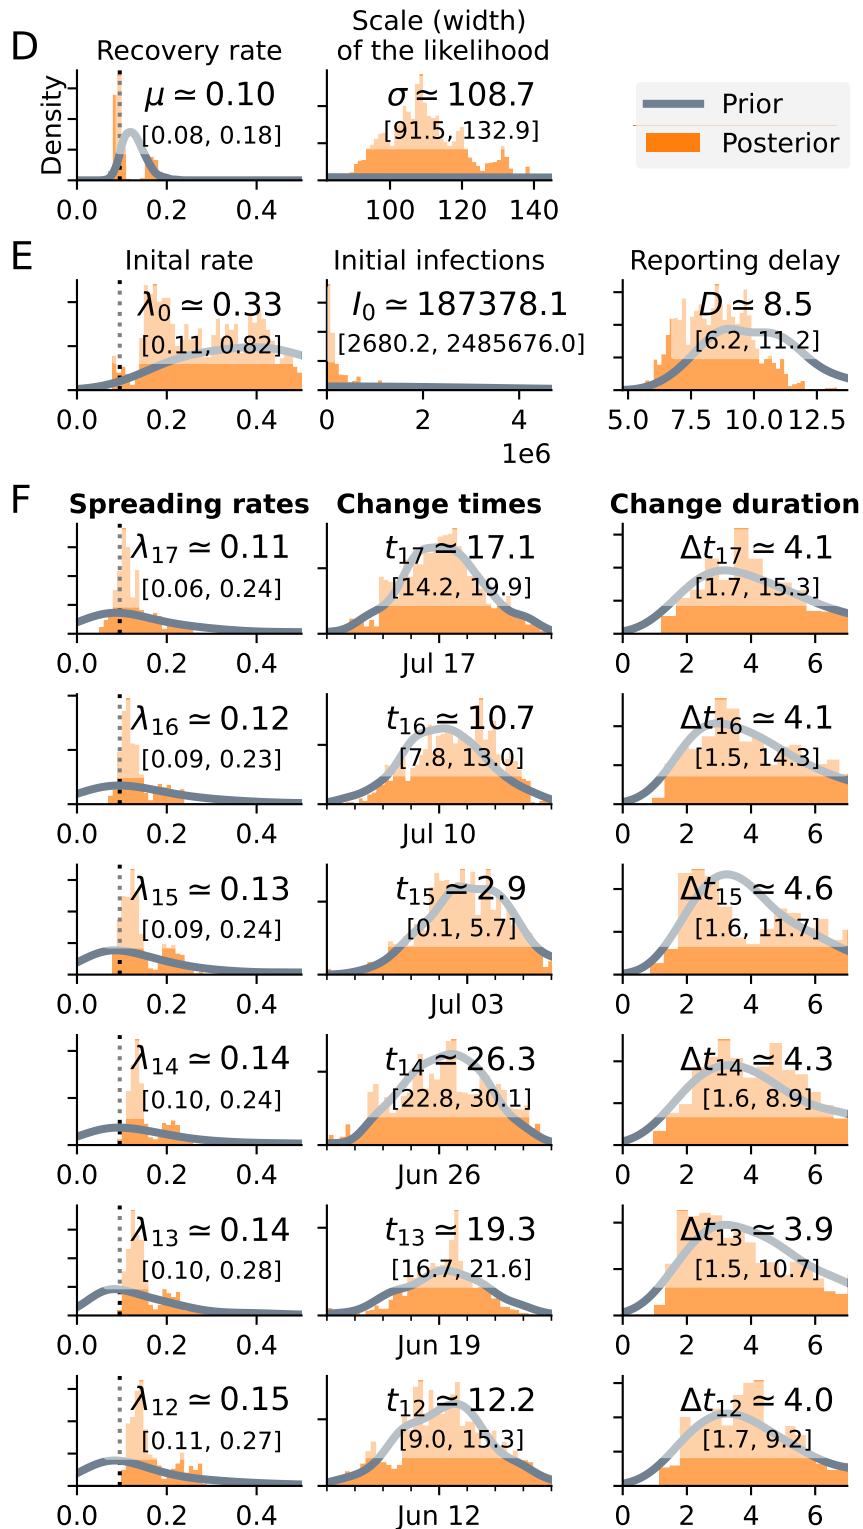 D
Recovery rate
Scale (width)
of the likelihood
Density
μ ≃ 0.10
[0.08, 0.18]
0.0 0.2 0.4
σ ≃ 108.7
[91.5, 132.9]
100 120 140
Prior
Posterior
E
Inital rate
Initial infections
Reporting delay
λ0 ≃ 0.33
[0.11, 0.82]
0.0 0.2 0.4
I0 ≃ 187378.1
[2680.2, 2485676.0]
0 2 4
1e6
D ≃ 8.5
[6.2, 11.2]
5.0 7.5 10.0 12.5
F
Spreading rates
Change times
Change duration
λ17 ≃ 0.11
[0.06, 0.24]
0.0 0.2 0.4
t17 ≃ 17.1
[14.2, 19.9]
Jul 17
Δt17 ≃ 4.1
[1.7, 15.3]
0 2 4 6
λ16 ≃ 0.12
[0.09, 0.23]
0.0 0.2 0.4
t16 ≃ 10.7
[7.8, 13.0]
Jul 10
Δt16 ≃ 4.1
[1.5, 14.3]
0 2 4 6
λ15 ≃ 0.13
[0.09, 0.24]
0.0 0.2 0.4
t15 ≃ 2.9
[0.1, 5.7]
Jul 03
Δt15 ≃ 4.6
[1.6, 11.7]
0 2 4 6
λ14 ≃ 0.14
[0.10, 0.24]
0.0 0.2 0.4
t14 ≃ 26.3
[22.8, 30.1]
Jun 26
Δt14 ≃ 4.3
[1.6, 8.9]
0 2 4 6
λ13 ≃ 0.14
[0.10, 0.28]
0.0 0.2 0.4
t13 ≃ 19.3
[16.7, 21.6]
Jun 19
Δt13 ≃ 3.9
[1.5, 10.7]
0 2 4 6
λ12 ≃ 0.15
[0.11, 0.27]
0.0 0.2 0.4
t12 ≃ 12.2
[9.0, 15.3]
Jun 12
Δt12 ≃ 4.0
[1.7, 9.2]
0 2 4 6